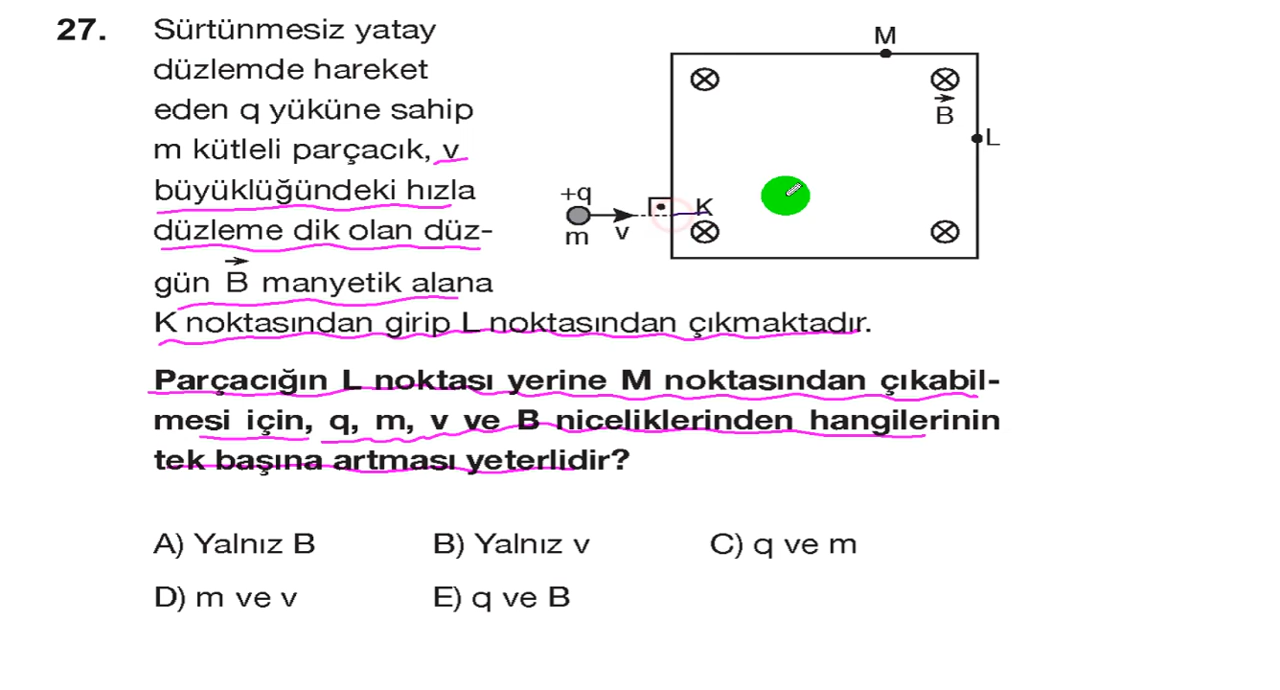 27. Sürtünmesiz yatay
düzlemde hareket
eden q yüküne sahip
m kütleli parçacık, v
büyüklüğündeki hızla
düzleme dik olan düz-
gün B manyetik alana
K noktasından girip L noktasından çıkmaktadır.
M
B
L
+q
K
m
v
Parçacığın L noktası yerine M noktasından çıkabil-
mesi için, q, m, v ve B niceliklerinden hangilerinin
tek başına artması yeterlidir?
A) Yalnız B
B) Yalnız v
C) q ve m
D) m ve v
E) q ve B